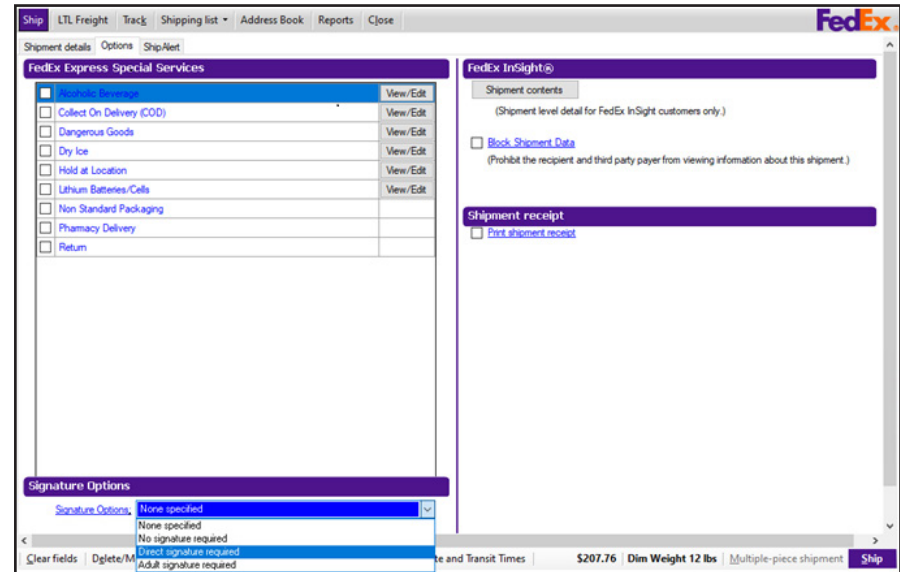 Ship LTL Freight Track Shipping list Address Book Reports Close FedEx
Shipment details Options ShipAlert
FedEx Express Special Services
Alcoholic Beverage View/Edit
Collect On Delivery (COD) View/Edit
Dangerous Goods View/Edit
Dry Ice View/Edit
Hold at Location View/Edit
Lithium Batteries/Cells View/Edit
Non Standard Packaging
Pharmacy Delivery
Return
FedEx InSight®
Shipment contents
(Shipment level detail for FedEx InSight customers only.)
Block Shipment Data
(Prohibit the recipient and third party payer from viewing information about this shipment.)
Shipment receipt
Print shipment receipt
Signature Options
Signature Options: None specified
None specified
No signature required
Direct signature required
Adult signature required
Clear fields Delete/M te and Transit Times $207.76 Dim Weight 12 lbs Multiple-piece shipment Ship